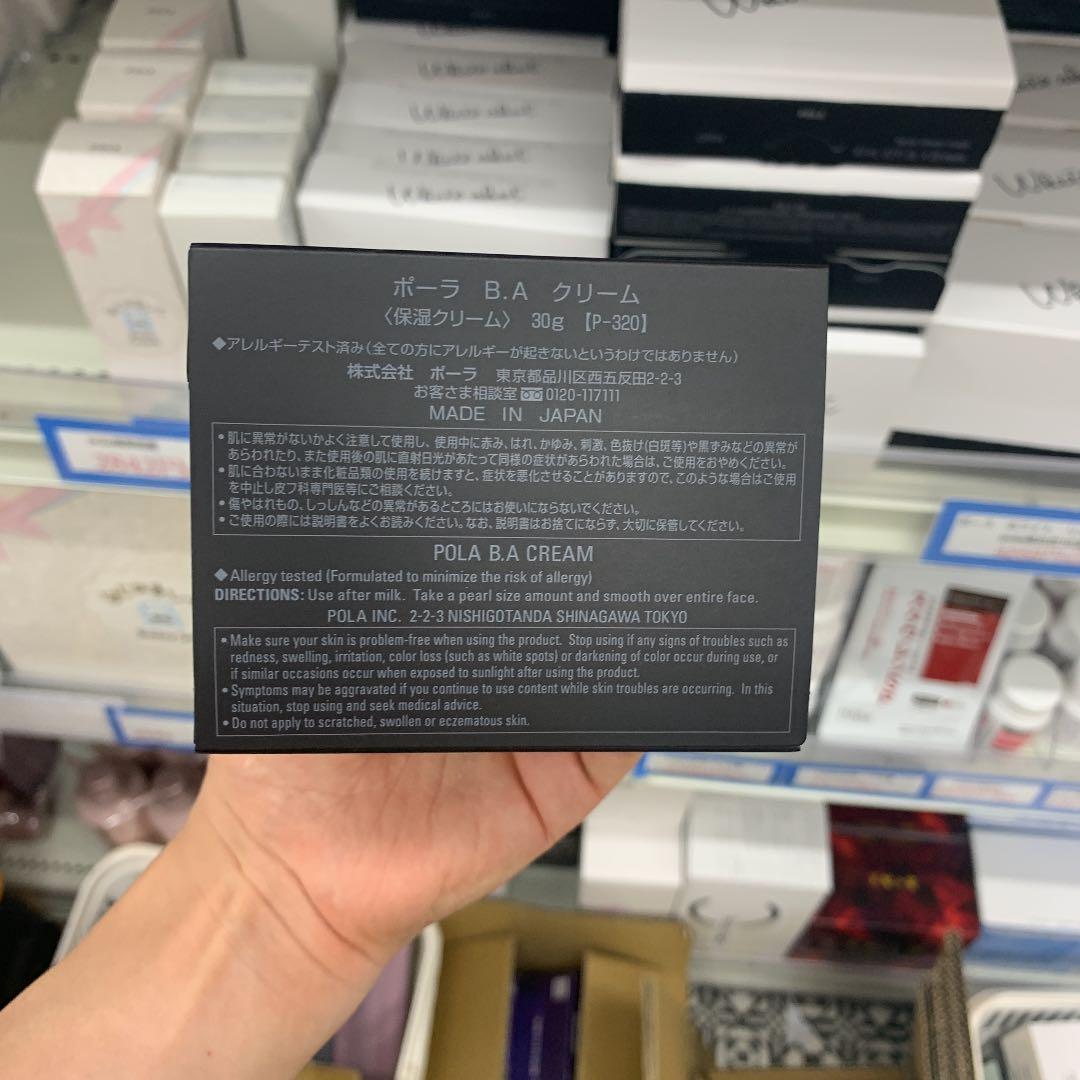 ポーラ B.A クリーム
〈保湿クリーム〉 30g 【P-320】
◆アレルギーテスト済み(全ての方にアレルギーが起きないというわけではありません)
株式会社 ポーラ 東京都品川区西五反田2-2-3
お客さま相談室 0120-117111
MADE IN JAPAN
•肌に異常がないかよく注意して使用し、使用中に赤み、はれ、かゆみ、刺激、色抜け(白斑等)や黒ずみなどの異常が
あらわれたり、また使用後の肌に直射日光があたって同様の症状があらわれた場合は、ご使用をおやめください。
•肌に合わないまま化粧品類の使用を続けますと、症状を悪化させることがありますので、このような場合はご使用
を中止し皮フ科専門医等にご相談ください。
•傷やはれもの、しっしんなどの異常があるところにはお使いにならないでください。
•ご使用の際には説明書をよくお読みください。なお、説明書はお捨てにならず、大切に保管してください。
POLA B.A CREAM
◆Allergy tested (Formulated to minimize the risk of allergy)
DIRECTIONS: Use after milk. Take a pearl size amount and smooth over entire face.
POLA INC. 2-2-3 NISHIGOTANDA SHINAGAWA TOKYO
•Make sure your skin is problem-free when using the product. Stop using if any signs of troubles such as
redness, swelling, irritation, color loss (such as white spots) or darkening of color occur during use, or
if similar occasions occur when exposed to sunlight after using the product.
•Symptoms may be aggravated if you continue to use content while skin troubles are occurring. In this
situation, stop using and seek medical advice.
•Do not apply to scratched, swollen or eczematous skin.